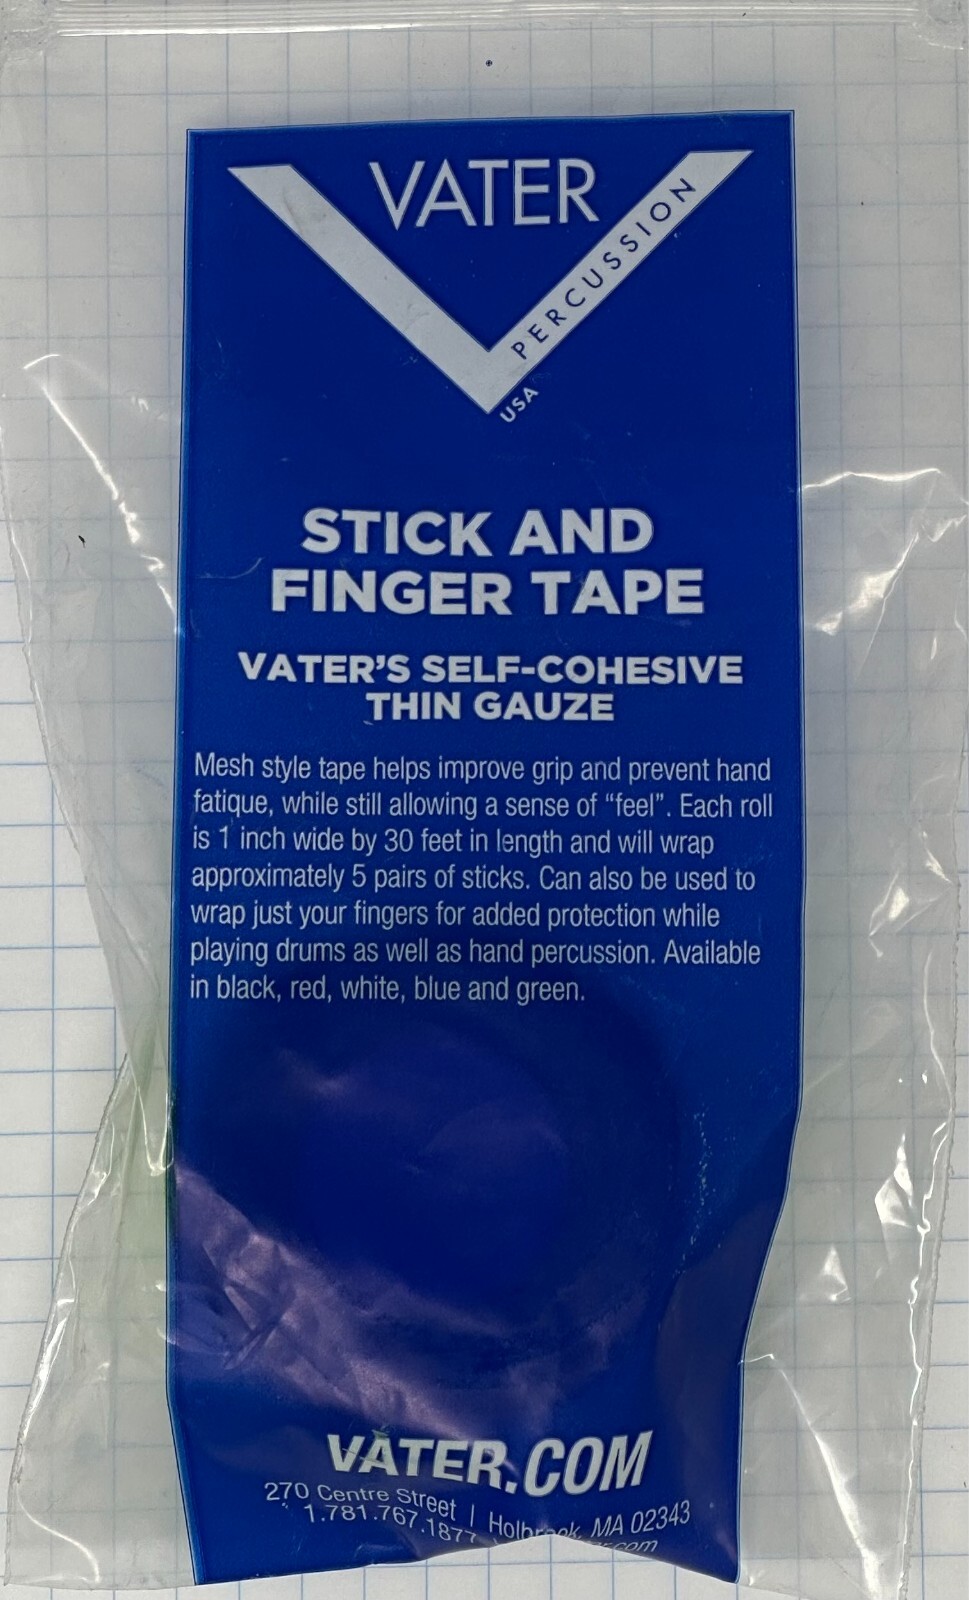 VATER
PERCUSSION
USA
STICK AND
FINGER TAPE
VATER'S SELF-COHESIVE
THIN GAUZE
Mesh style tape helps improve grip and prevent hand
fatique, while still allowing a sense of “feel”. Each roll
is 1 inch wide by 30 feet in length and will wrap
approximately 5 pairs of sticks. Can also be used to
wrap just your fingers for added protection while
playing drums as well as hand percussion. Available
in black, red, white, blue and green.
VATER.COM
270 Centre Street | Holbrook, MA 02343
1.781.767.1877